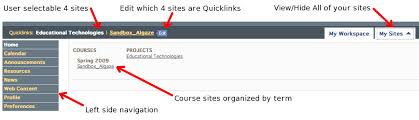 User selectable 4 sites
Edit which 4 sites are Quicklinks
View/Hide All of your sites
Quicklinks: Educational Technologies | Sandbox_Algaze Edit
My Workspace
My Sites
Home
Calendar
Announcements
Resources
News
Web Content
Profile
Preferences
COURSES
Spring 2009
Sandbox_Algaze
PROJECTS
Educational Technologies
Course sites organized by term
Left side navigation